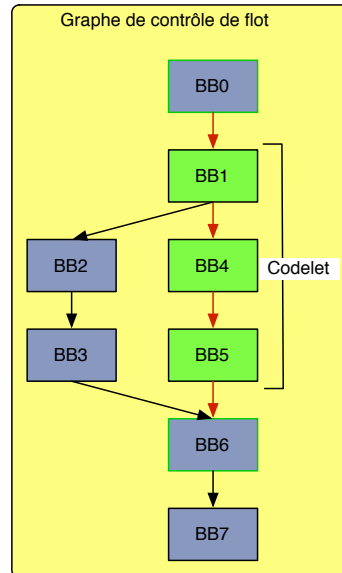 Graphe de contrôle de flot
BB0
BB1
BB2
BB4
Codelet
BB3
BB5
BB6
BB7